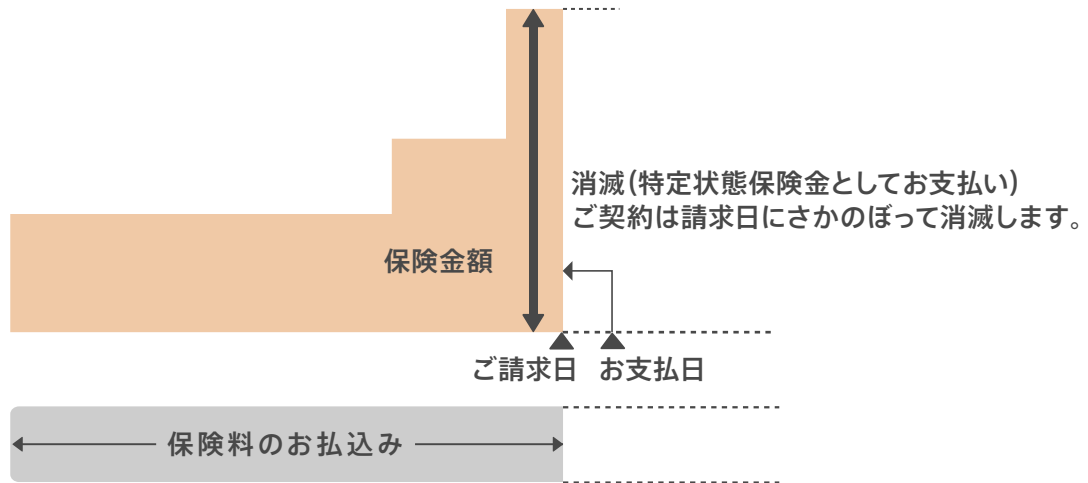 消滅(特定状態保険金としてお支払い)
ご契約は請求日にさかのぼって消滅します。
保険金額
ご請求日
お支払日
保険料のお払込み